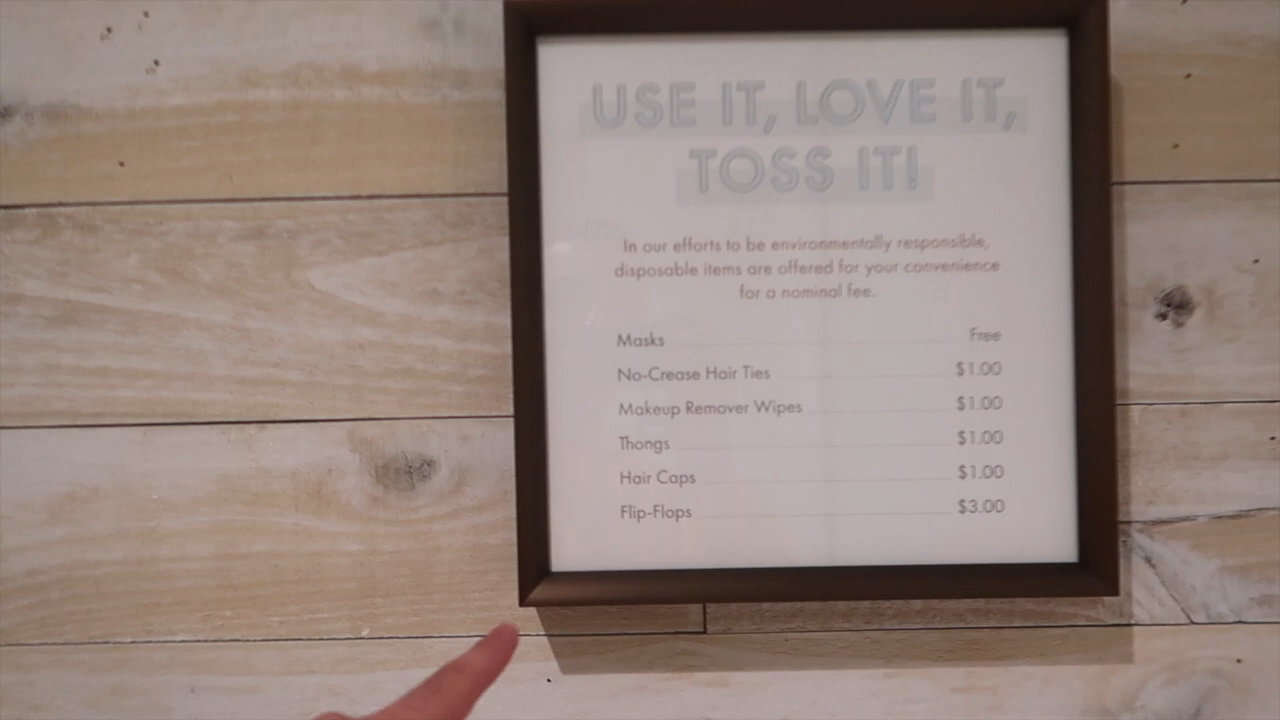 USE IT, LOVE IT,
TOSS IT!
In our efforts to be environmentally responsible,
disposable items are offered for your convenience
for a nominal fee.
Masks Free
No-Crease Hair Ties $1.00
Makeup Remover Wipes $1.00
Thongs $1.00
Hair Caps $1.00
Flip-Flops $3.00